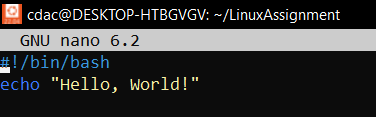 cdac@DESKTOP-HTBGVGV: ~/LinuxAssignment
GNU nano 6.2
#!/bin/bash
echo "Hello, World!"